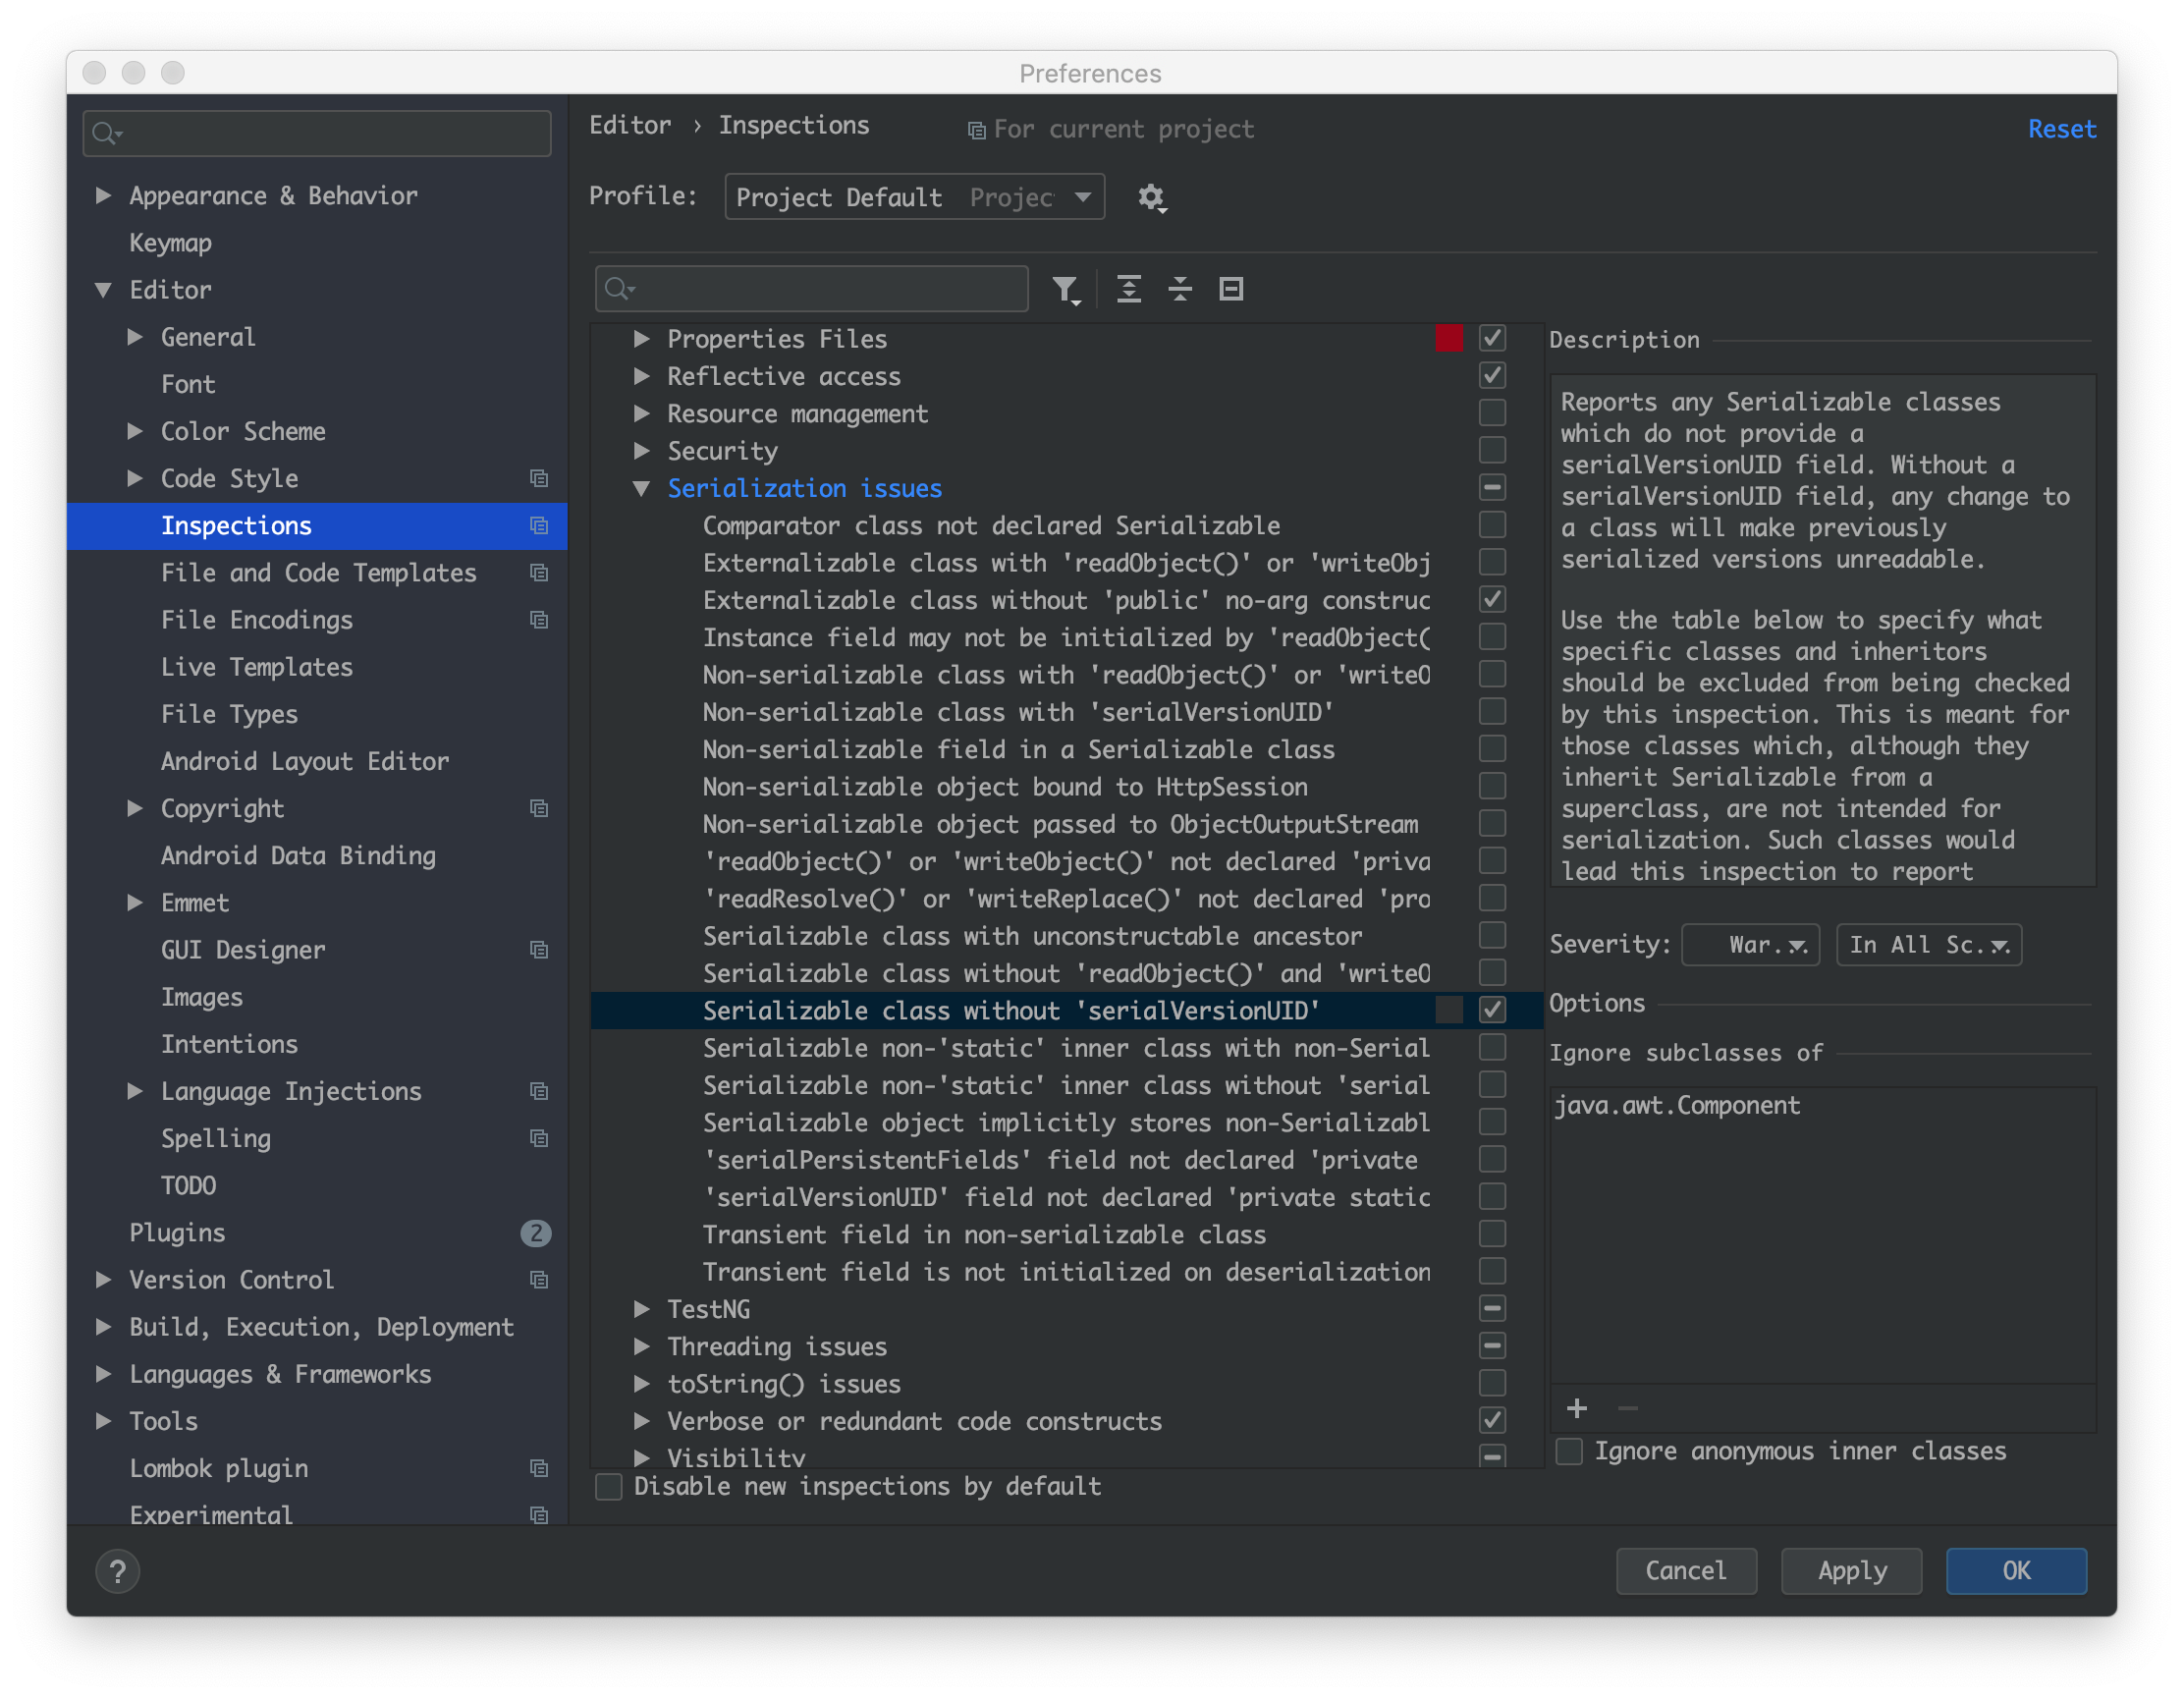 Preferences
Appearance & Behavior
Keymap
Editor
General
Font
Color Scheme
Code Style
Inspections
File and Code Templates
File Encodings
Live Templates
File Types
Android Layout Editor
Copyright
Android Data Binding
Emmet
GUI Designer
Images
Intentions
Language Injections
Spelling
TODO
Plugins 2
Version Control
Build, Execution, Deployment
Languages & Frameworks
Tools
Lombok plugin
Experimental
Editor › Inspections For current project Reset
Profile: Project Default Projec
Properties Files
Reflective access
Resource management
Security
Serialization issues
Comparator class not declared Serializable
Externalizable class with 'readObject()' or 'writeObj
Externalizable class without 'public' no-arg construc
Instance field may not be initialized by 'readObject(
Non-serializable class with 'readObject()' or 'writeO
Non-serializable class with 'serialVersionUID'
Non-serializable field in a Serializable class
Non-serializable object bound to HttpSession
Non-serializable object passed to ObjectOutputStream
'readObject()' or 'writeObject()' not declared 'priva
'readResolve()' or 'writeReplace()' not declared 'pro
Serializable class with unconstructable ancestor
Serializable class without 'readObject()' and 'writeO
Serializable class without 'serialVersionUID'
Serializable non-'static' inner class with non-Serial
Serializable non-'static' inner class without 'serial
Serializable object implicitly stores non-Serializabl
'serialPersistentFields' field not declared 'private
'serialVersionUID' field not declared 'private static
Transient field in non-serializable class
Transient field is not initialized on deserialization
TestNG
Threading issues
toString() issues
Verbose or redundant code constructs
Visibility
Disable new inspections by default
Description
Reports any Serializable classes
which do not provide a
serialVersionUID field. Without a
serialVersionUID field, any change to
a class will make previously
serialized versions unreadable.
Use the table below to specify what
specific classes and inheritors
should be excluded from being checked
by this inspection. This is meant for
those classes which, although they
inherit Serializable from a
superclass, are not intended for
serialization. Such classes would
lead this inspection to report
Severity: War... In All Sc...
Options
Ignore subclasses of
java.awt.Component
Ignore anonymous inner classes
? Cancel Apply OK